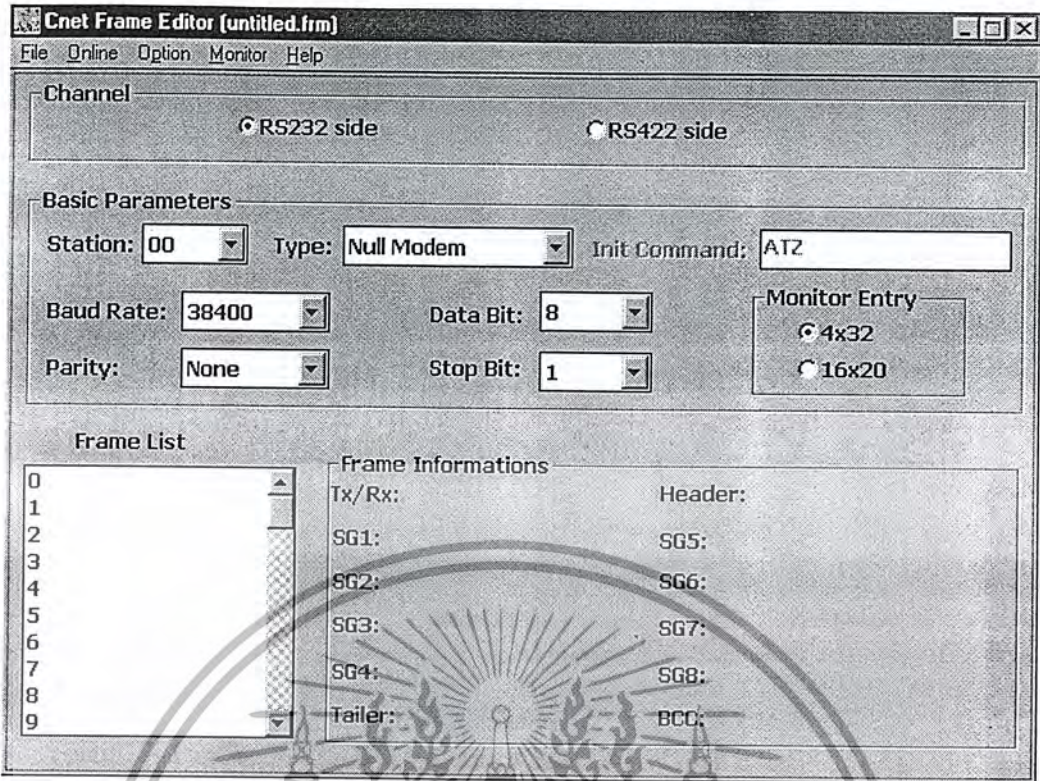 Cnet Frame Editor (untitled.frm)
File Online Option Monitor Help
Channel
RS232 side RS422 side
Basic Parameters
Station: 00 Type: Null Modem Init Command: ATZ
Baud Rate: 38400 Data Bit: 8 Monitor Entry
4x32
Parity: None Stop Bit: 1 16x20
Frame List
Frame Informations
0 Tx/Rx: Header:
1
2 SG1: SG5:
3
4 SG2: SG6:
5
6 SG3: SG7:
7
8 SG4: SG8:
9 Tailer: BCC: